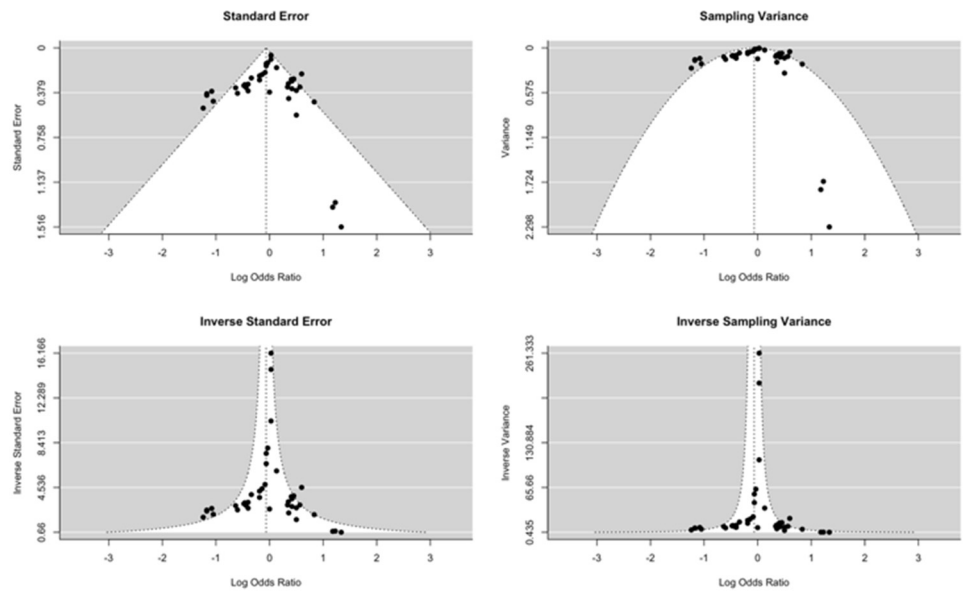 Standard Error
Standard Error
0
0.379
0.758
1.137
1.516
-3 -2 -1 0 1 2 3
Log Odds Ratio
Sampling Variance
Variance
0
0.575
1.149
1.724
2.298
-3 -2 -1 0 1 2 3
Log Odds Ratio
Inverse Standard Error
Inverse Standard Error
16.166
12.289
8.413
4.536
0.66
-3 -2 -1 0 1 2 3
Log Odds Ratio
Inverse Sampling Variance
Inverse Variance
261.333
130.884
65.66
0.435
-3 -2 -1 0 1 2 3
Log Odds Ratio